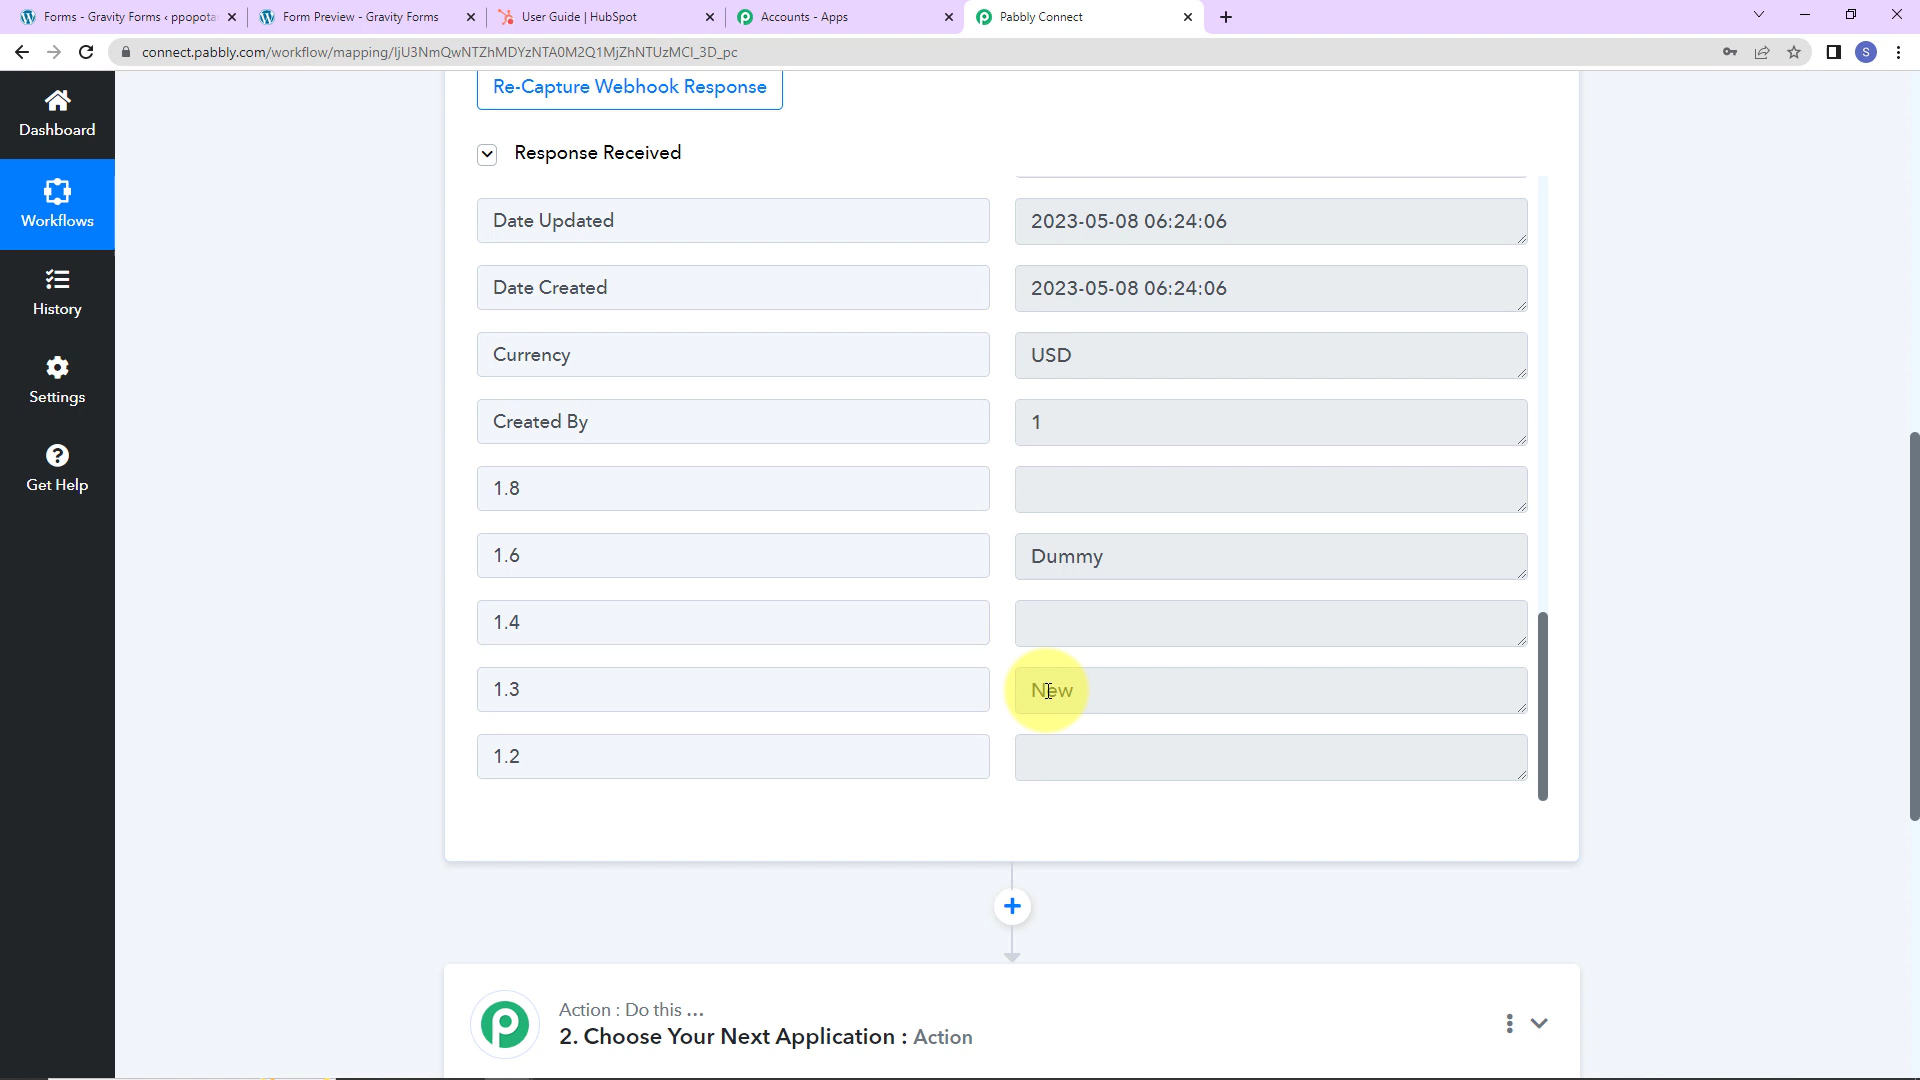 Forms - Gravity Forms ‹ ppopota
Form Preview - Gravity Forms
User Guide | HubSpot
Accounts - Apps
Pabbly Connect
connect.pabbly.com/workflow/mapping/IjU3NmQwNTZhMDYzNTA0M2Q1MjZhNTUzMCI_3D_pc
S
Dashboard
Workflows
History
Settings
Get Help
Re-Capture Webhook Response
Response Received
Date Updated
2023-05-08 06:24:06
Date Created
2023-05-08 06:24:06
Currency
USD
Created By
1
1.8
1.6
Dummy
1.4
1.3
New
1.2
Action : Do this ...
2. Choose Your Next Application : Action